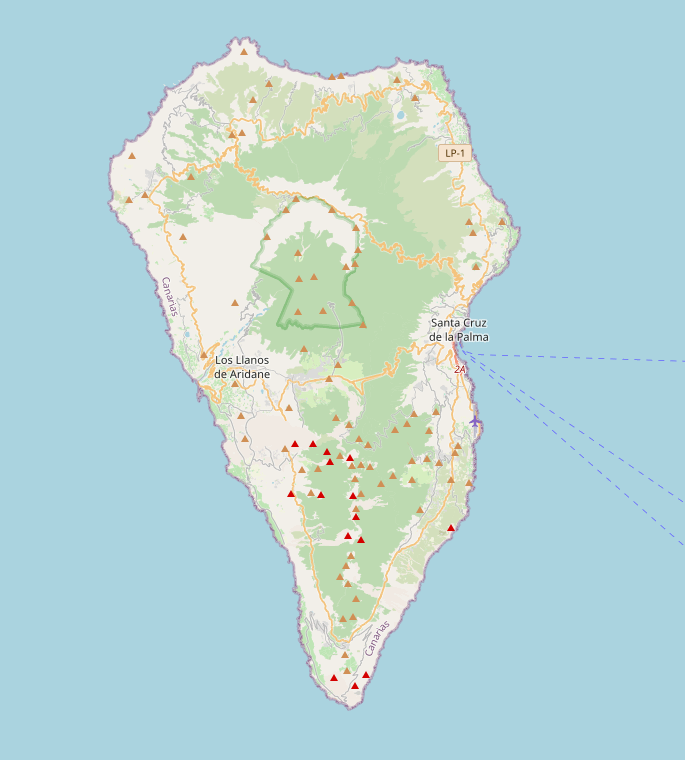 LP-1
Canarias
Santa Cruz
de la Palma
Los Llanos
de Aridane
2A
Canarias